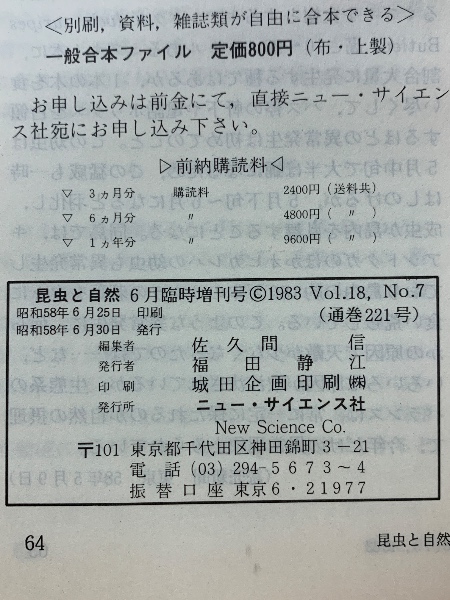 <別刷，資料，雑誌類が自由に合本できる>
一般合本ファイル 定価800円（布・上製）
お申し込みは前金にて，直接ニュー・サイエン
ス社宛にお申し込み下さい。
▷前納購読料◁
▽ 3ヵ月分 購読料 2400円（送料共）
▽ 6ヵ月分 〃 4800円（ 〃 ）
▽ 1ヵ年分 〃 9600円（ 〃 ）
昆虫と自然 6月臨時増刊号©1983 Vol.18, No.7
昭和58年6月25日 印刷 （通巻221号）
昭和58年6月30日 発行
編集者 佐久間 信
発行者 福田静江
印刷 城田企画印刷㈱
発行所 ニュー・サイエンス社
New Science Co.
〒101 東京都千代田区神田錦町3－21
電話 (03) 294-5673～4
振替口座 東京6・21977
64 昆虫と自然